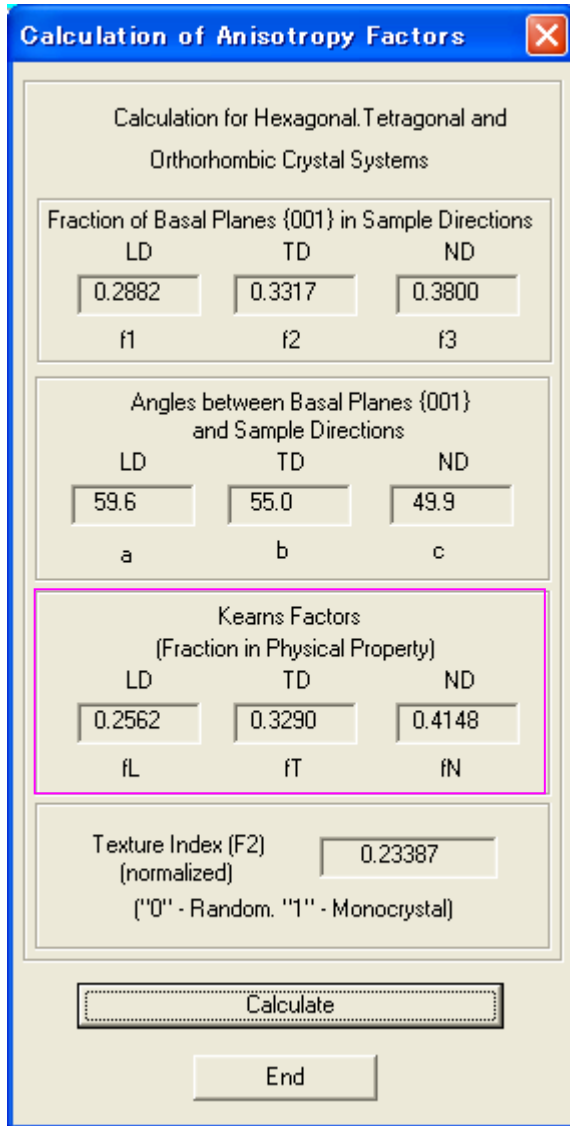 Calculation of Anisotropy Factors
Calculation for Hexagonal.Tetragonal and
Orthorhombic Crystal Systems
Fraction of Basal Planes {001} in Sample Directions
LD TD ND
0.2882 0.3317 0.3800
f1 f2 f3
Angles between Basal Planes {001}
and Sample Directions
LD TD ND
59.6 55.0 49.9
a b c
Kearns Factors
(Fraction in Physical Property)
LD TD ND
0.2562 0.3290 0.4148
fL fT fN
Texture Index (F2) 0.23387
(normalized)
("0" - Random. "1" - Monocrystal)
Calculate
End